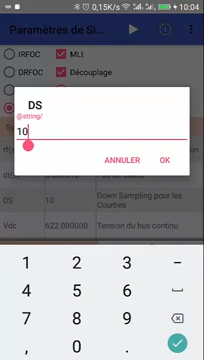 0,15K/s 10:04
Paramètres de Si
IRFOC MLI
DRFOC Découplage
DS
@string/
10
ANNULER OK
DS 10 Down Sampling pour les Courbes
Vdc 622.000000 Tension du bus continu
1 2 3 -
4 5 6
7 8 9
, 0 .